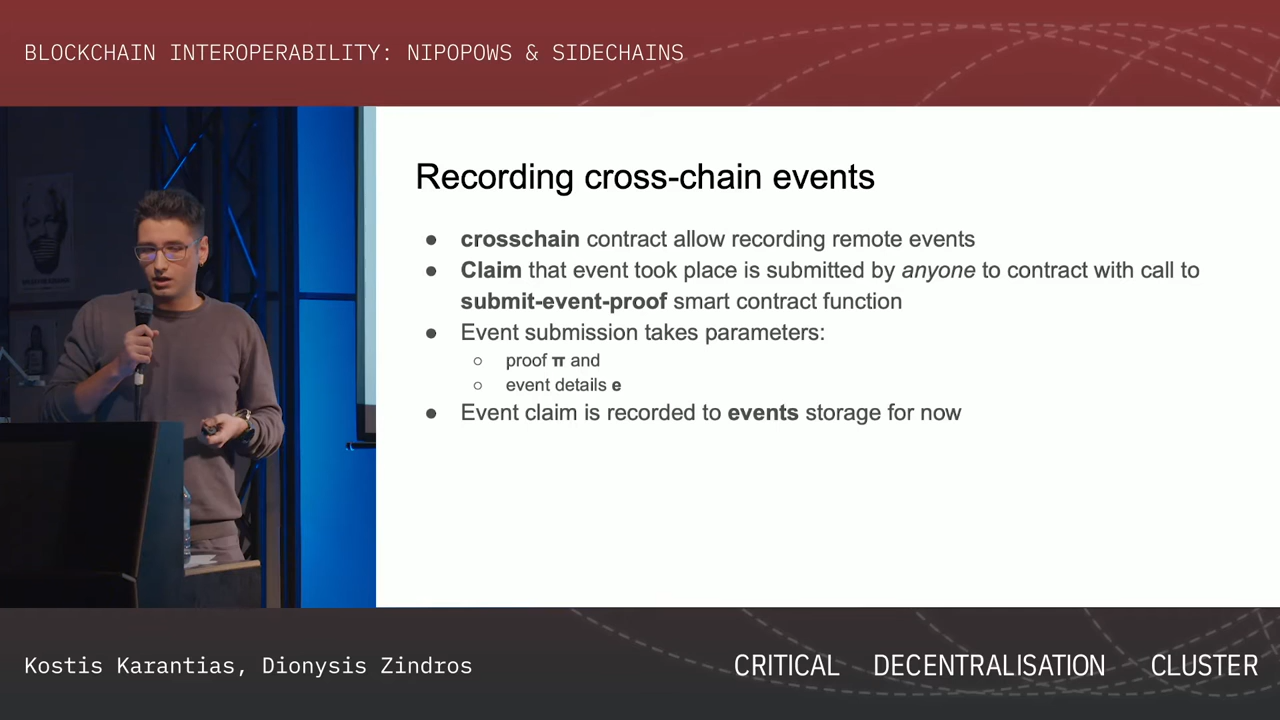 BLOCKCHAIN INTEROPERABILITY: NIPOPOWS & SIDECHAINS
Recording cross-chain events
● crosschain contract allow recording remote events
● Claim that event took place is submitted by anyone to contract with call to
submit-event-proof smart contract function
● Event submission takes parameters:
○ proof π and
○ event details e
● Event claim is recorded to events storage for now
Kostis Karantias, Dionysis Zindros
CRITICAL DECENTRALISATION CLUSTER